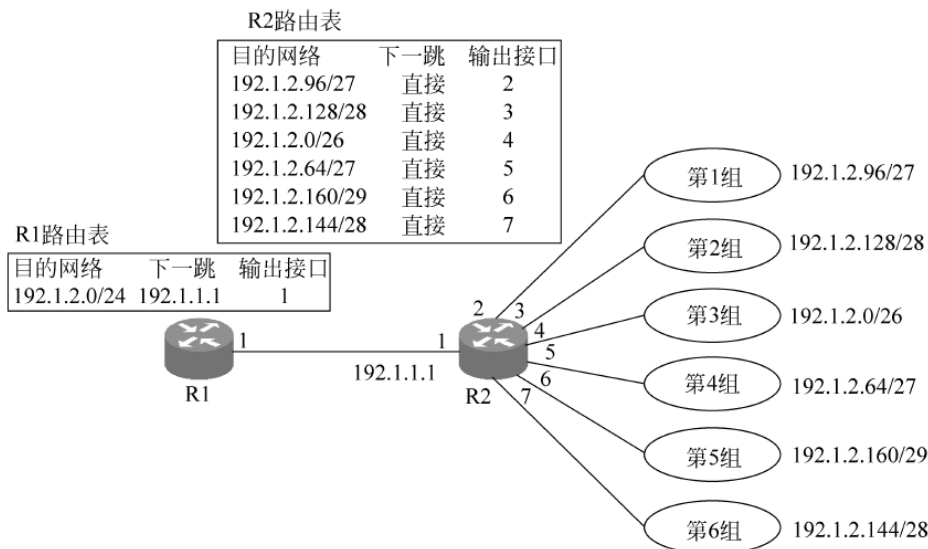 R2路由表
目的网络 下一跳 输出接口
192.1.2.96/27 直接 2
192.1.2.128/28 直接 3
192.1.2.0/26 直接 4
192.1.2.64/27 直接 5
192.1.2.160/29 直接 6
192.1.2.144/28 直接 7
R1路由表
目的网络 下一跳 输出接口
192.1.2.0/24 192.1.1.1 1
1
R1
1
192.1.1.1
R2
2
3
4
5
6
7
第1组 192.1.2.96/27
第2组 192.1.2.128/28
第3组 192.1.2.0/26
第4组 192.1.2.64/27
第5组 192.1.2.160/29
第6组 192.1.2.144/28